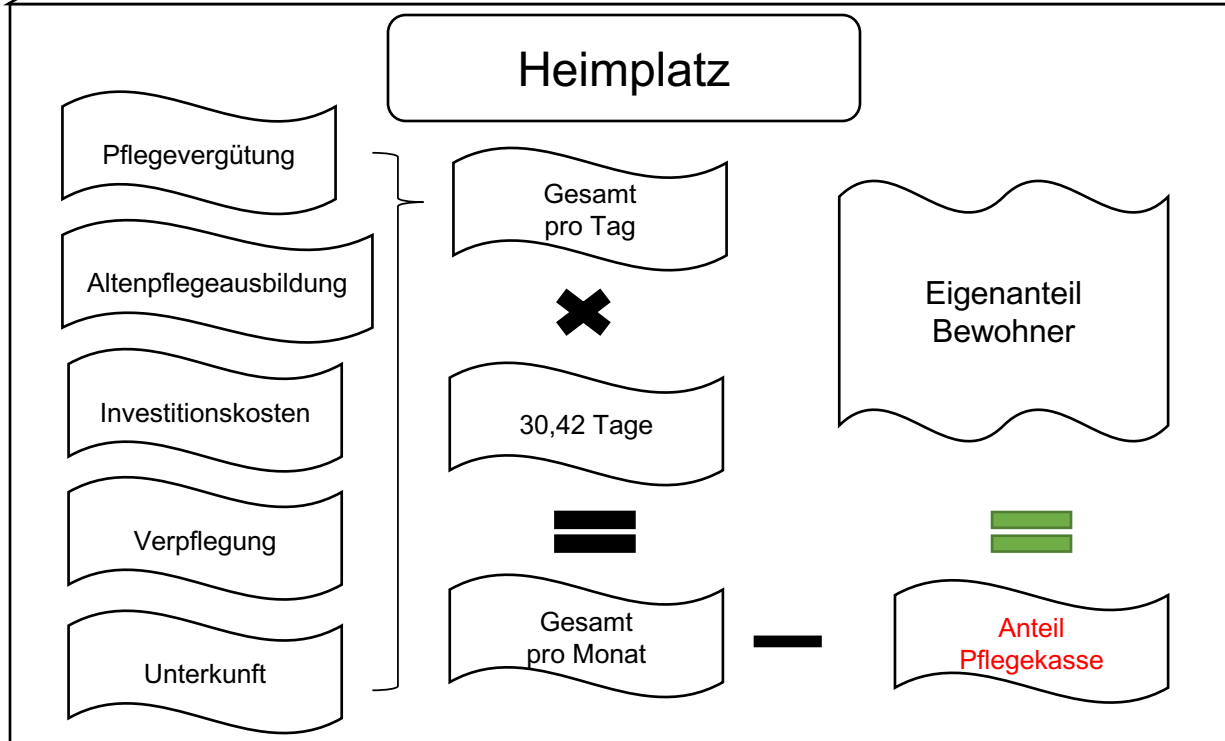 Heimplatz
Pflegevergütung
Altenpflegeausbildung
Investitionskosten
Verpflegung
Unterkunft
Gesamt
pro Tag
30,42 Tage
Gesamt
pro Monat
Anteil
Pflegekasse
Eigenanteil
Bewohner